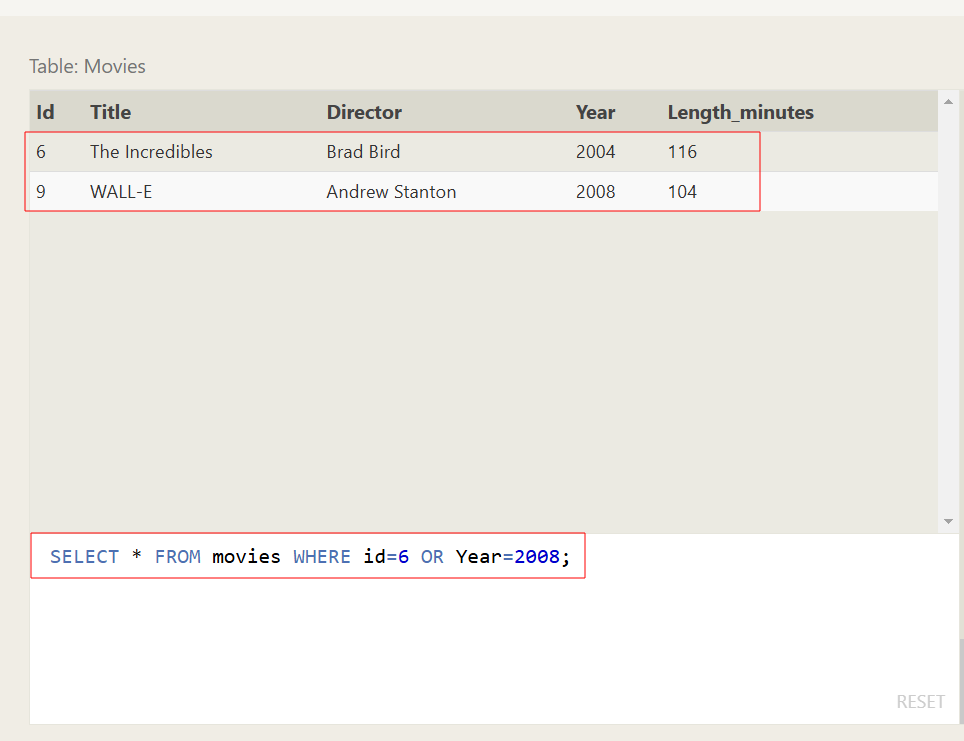 Table: Movies
Id Title Director Year Length_minutes
6 The Incredibles Brad Bird 2004 116
9 WALL-E Andrew Stanton 2008 104
SELECT * FROM movies WHERE id=6 OR Year=2008;
RESET